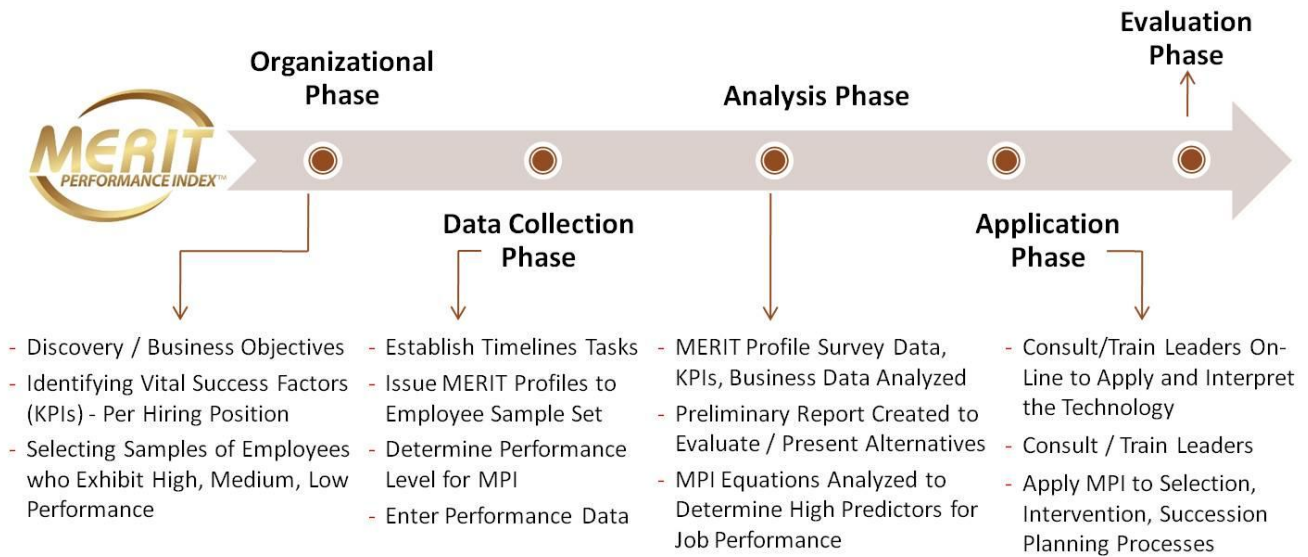 MERIT
PERFORMANCE INDEX™
Organizational
Phase
Data Collection
Phase
Analysis Phase
Application
Phase
Evaluation
Phase
- Discovery / Business Objectives
- Identifying Vital Success Factors
(KPIs) - Per Hiring Position
- Selecting Samples of Employees
who Exhibit High, Medium, Low
Performance
- Establish Timelines Tasks
- Issue MERIT Profiles to
Employee Sample Set
- Determine Performance
Level for MPI
- Enter Performance Data
- MERIT Profile Survey Data,
KPIs, Business Data Analyzed
- Preliminary Report Created to
Evaluate / Present Alternatives
- MPI Equations Analyzed to
Determine High Predictors for
Job Performance
- Consult/Train Leaders On-
Line to Apply and Interpret
the Technology
- Consult / Train Leaders
- Apply MPI to Selection,
Intervention, Succession
Planning Processes